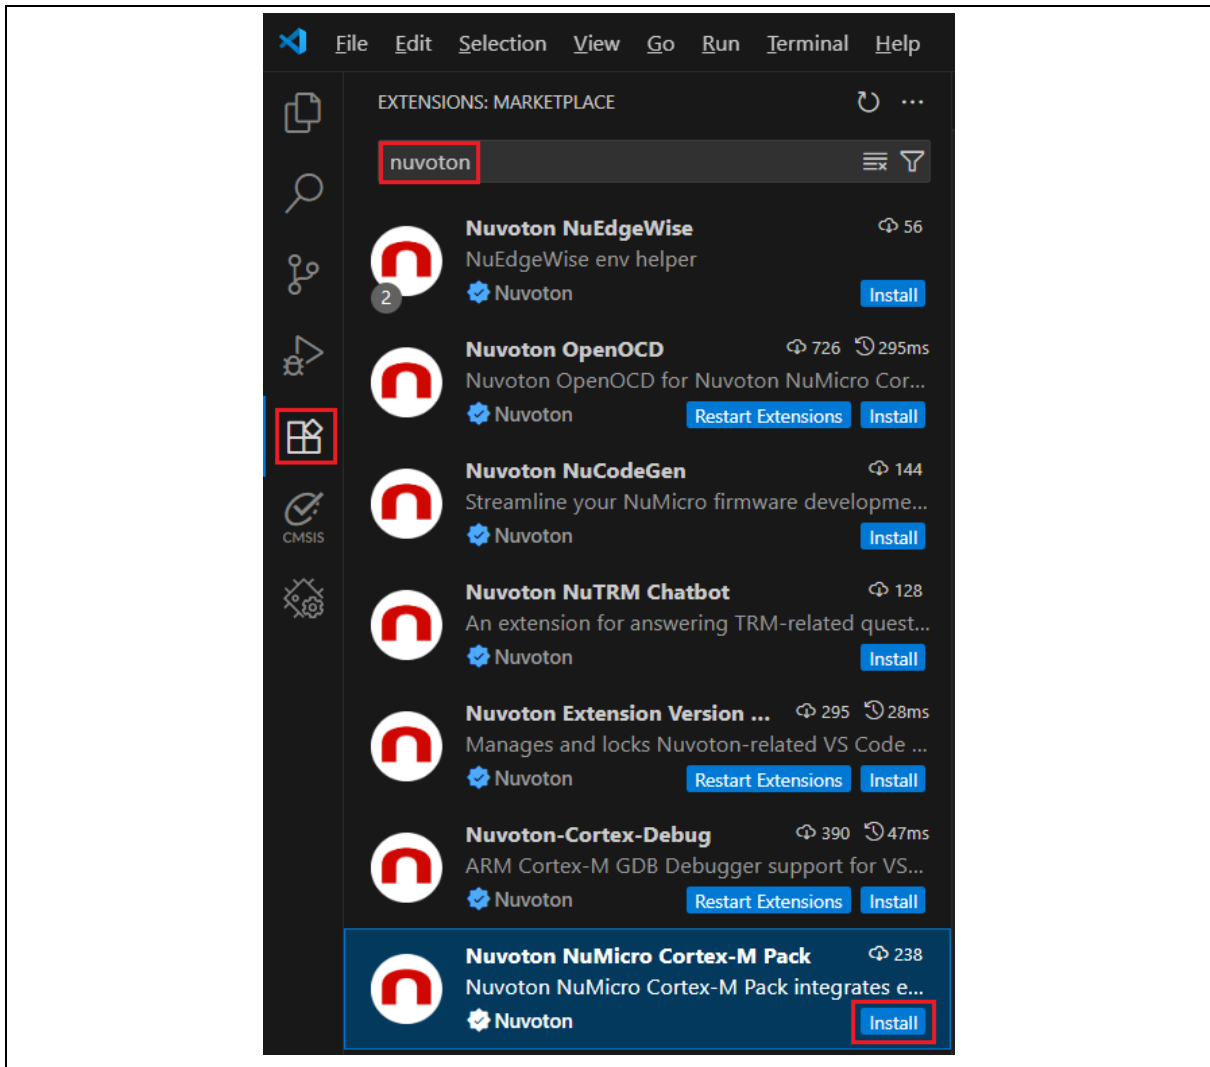 File Edit Selection View Go Run Terminal Help
EXTENSIONS: MARKETPLACE
nuvoton
Nuvoton NuEdgeWise 56
NuEdgeWise env helper
2
Nuvoton Install
Nuvoton OpenOCD 726 295ms
Nuvoton OpenOCD for Nuvoton NuMicro Cor...
Nuvoton Restart Extensions Install
Nuvoton NuCodeGen 144
Streamline your NuMicro firmware developme...
CMSIS
Nuvoton Install
Nuvoton NuTRM Chatbot 128
An extension for answering TRM-related quest...
Nuvoton Install
Nuvoton Extension Version ... 295 28ms
Manages and locks Nuvoton-related VS Code ...
Nuvoton Restart Extensions Install
Nuvoton-Cortex-Debug 390 47ms
ARM Cortex-M GDB Debugger support for VS...
Nuvoton Restart Extensions Install
Nuvoton NuMicro Cortex-M Pack 238
Nuvoton NuMicro Cortex-M Pack integrates e...
Nuvoton Install